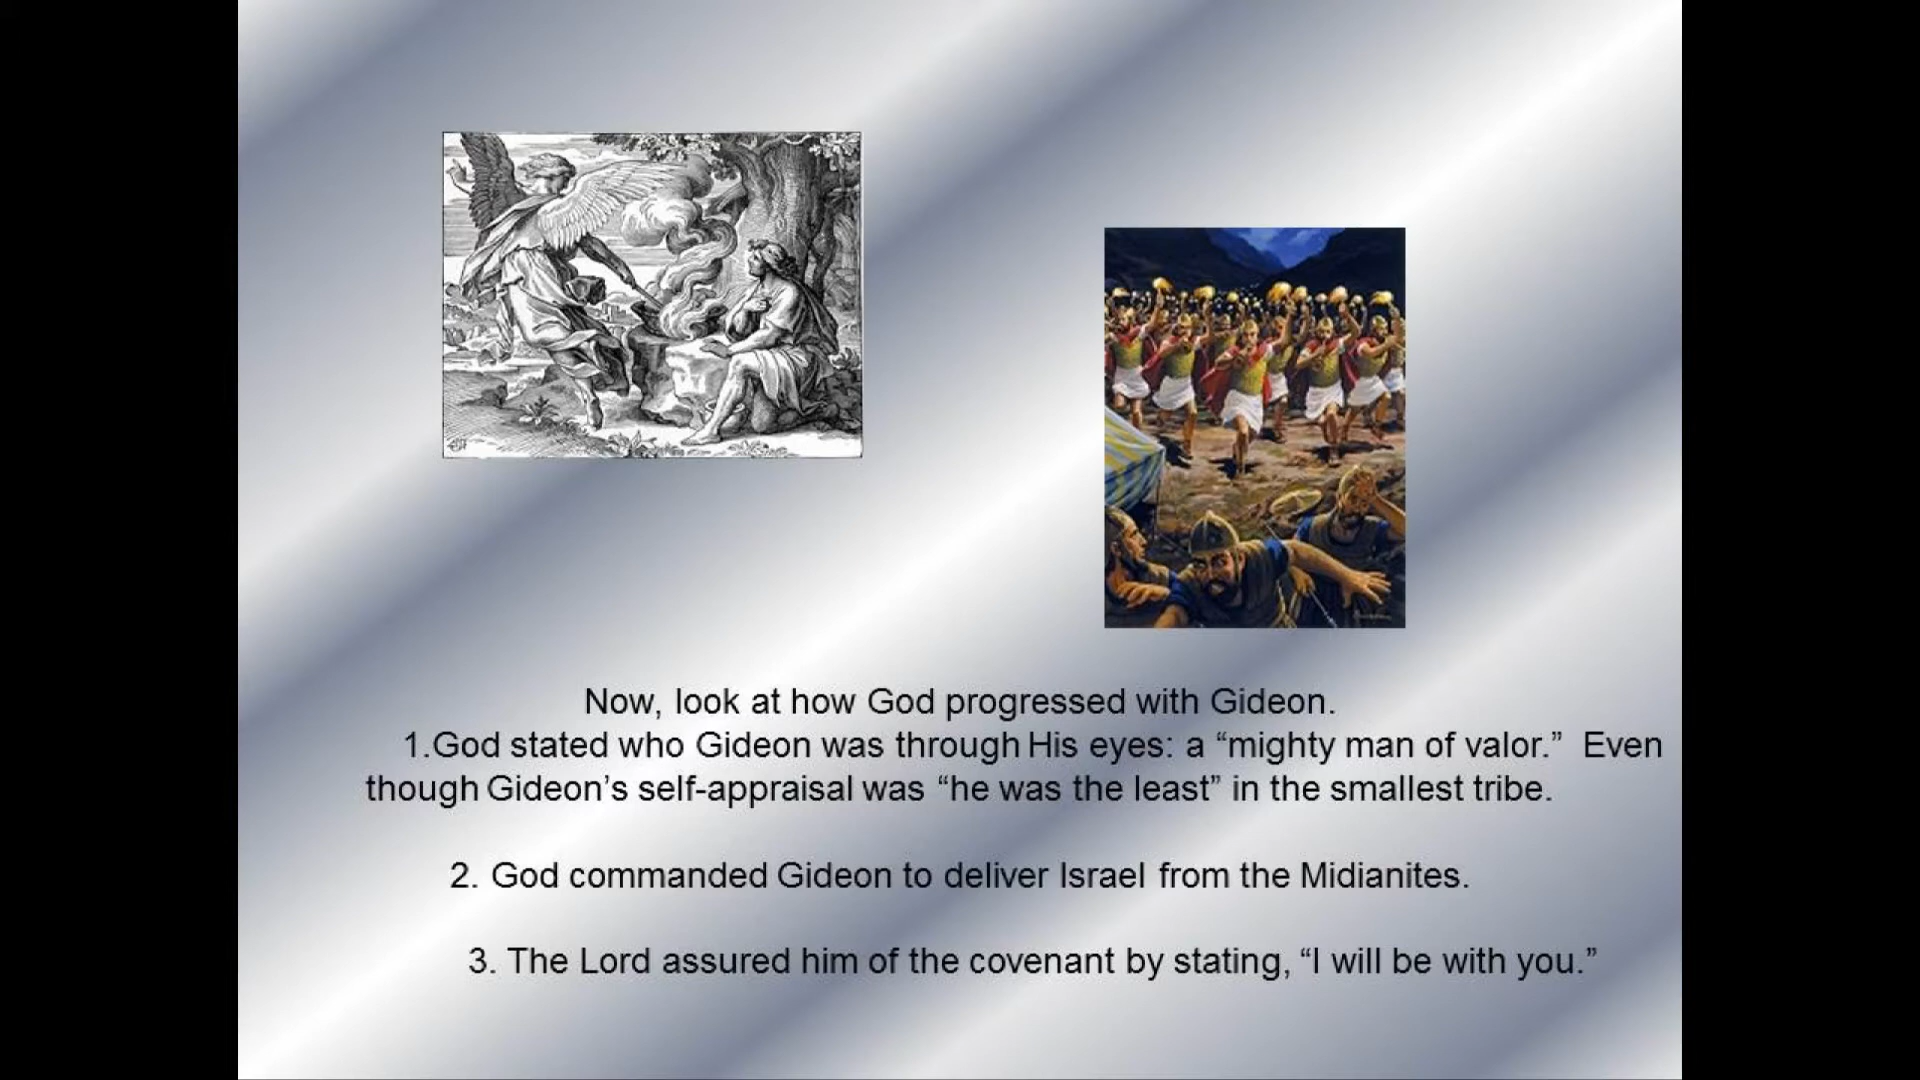 Now, look at how God progressed with Gideon.
1.God stated who Gideon was through His eyes: a “mighty man of valor.”  Even
though Gideon’s self-appraisal was “he was the least” in the smallest tribe.
2. God commanded Gideon to deliver Israel from the Midianites.
3. The Lord assured him of the covenant by stating, “I will be with you.”